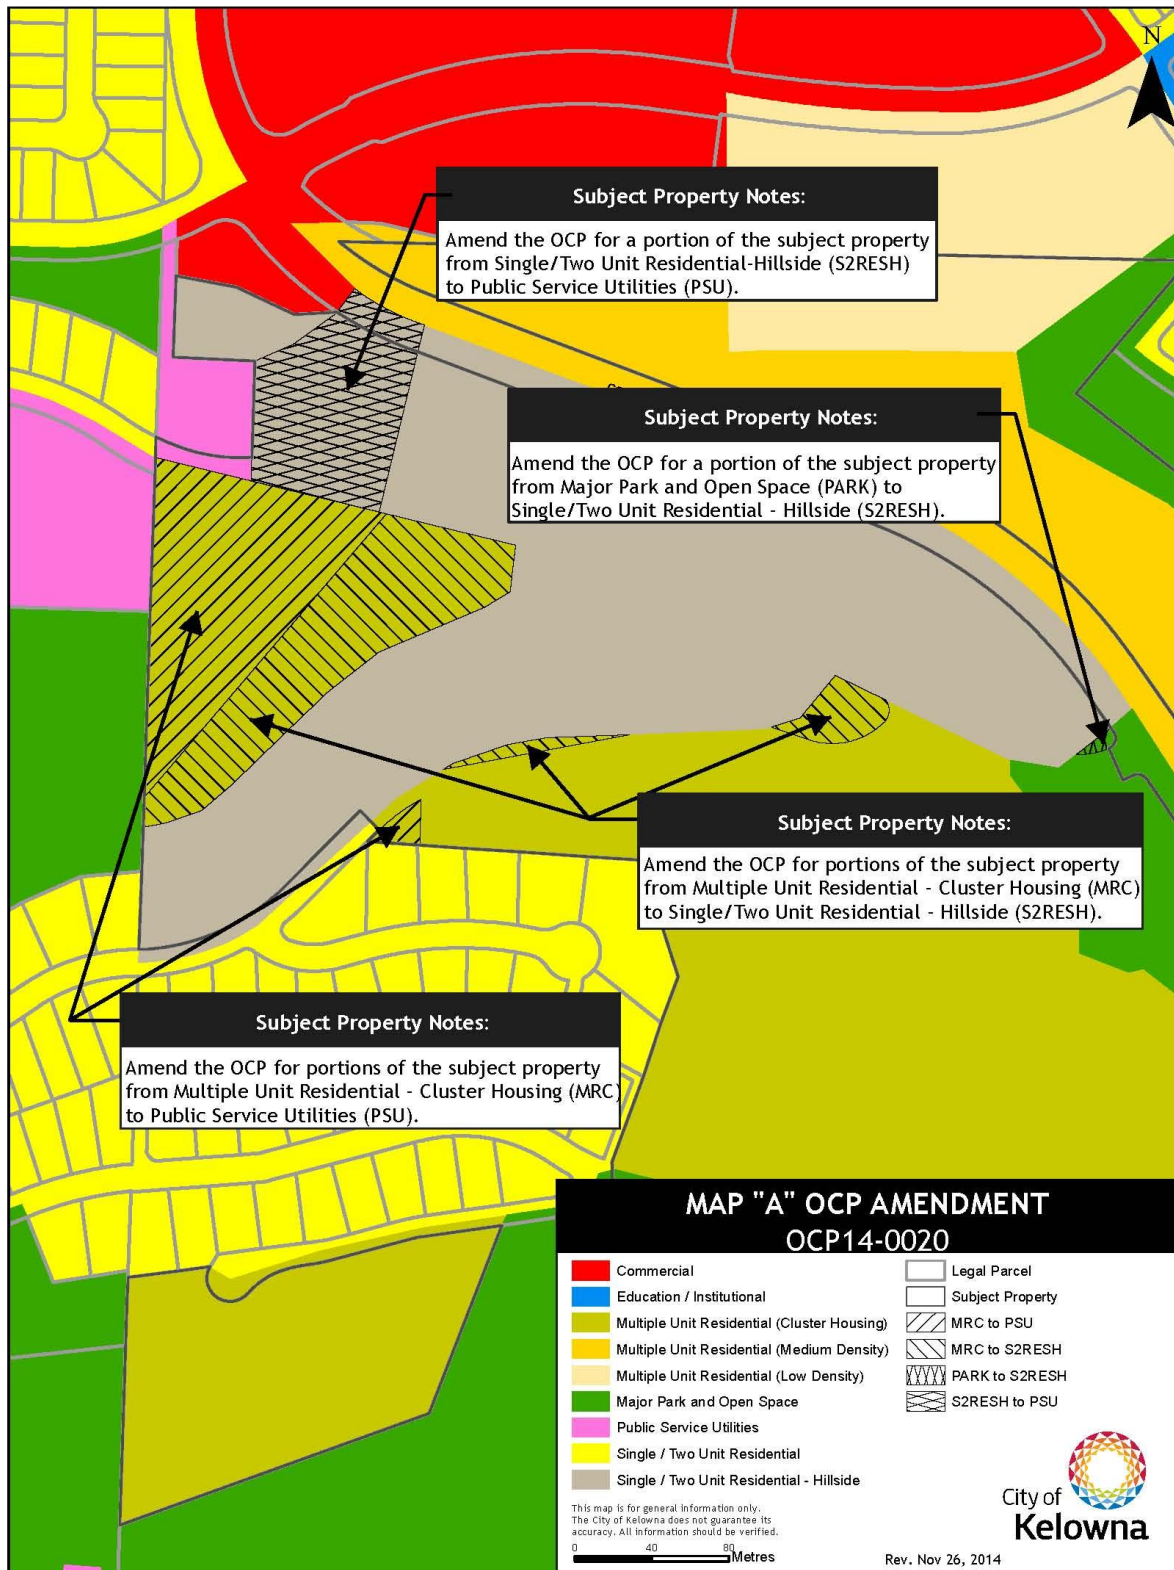 N
Subject Property Notes:
Amend the OCP for a portion of the subject property
from Single/Two Unit Residential-Hillside (S2RESH)
to Public Service Utilities (PSU).
Subject Property Notes:
Amend the OCP for a portion of the subject property
from Major Park and Open Space (PARK) to
Single/Two Unit Residential - Hillside (S2RESH).
Subject Property Notes:
Amend the OCP for portions of the subject property
from Multiple Unit Residential - Cluster Housing (MRC)
to Single/Two Unit Residential - Hillside (S2RESH).
Subject Property Notes:
Amend the OCP for portions of the subject property
from Multiple Unit Residential - Cluster Housing (MRC)
to Public Service Utilities (PSU).
MAP "A" OCP AMENDMENT
OCP14-0020
Commercial
Education / Institutional
Multiple Unit Residential (Cluster Housing)
Multiple Unit Residential (Medium Density)
Multiple Unit Residential (Low Density)
Major Park and Open Space
Public Service Utilities
Single / Two Unit Residential
Single / Two Unit Residential - Hillside
Legal Parcel
Subject Property
MRC to PSU
MRC to S2RESH
PARK to S2RESH
S2RESH to PSU
This map is for general information only.
The City of Kelowna does not guarantee its
accuracy. All information should be verified.
0 40 80
Metres
City of
Kelowna
Rev. Nov 26, 2014